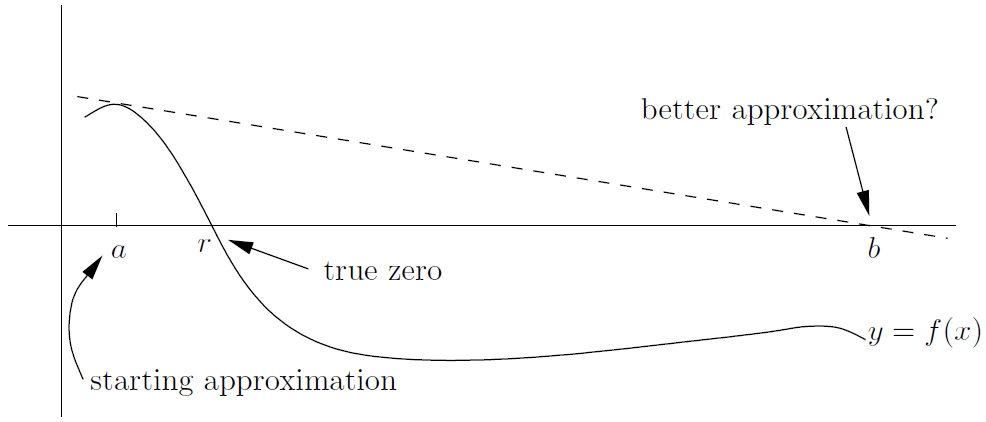 better approximation?
a
r
b
true zero
y = f(x)
starting approximation